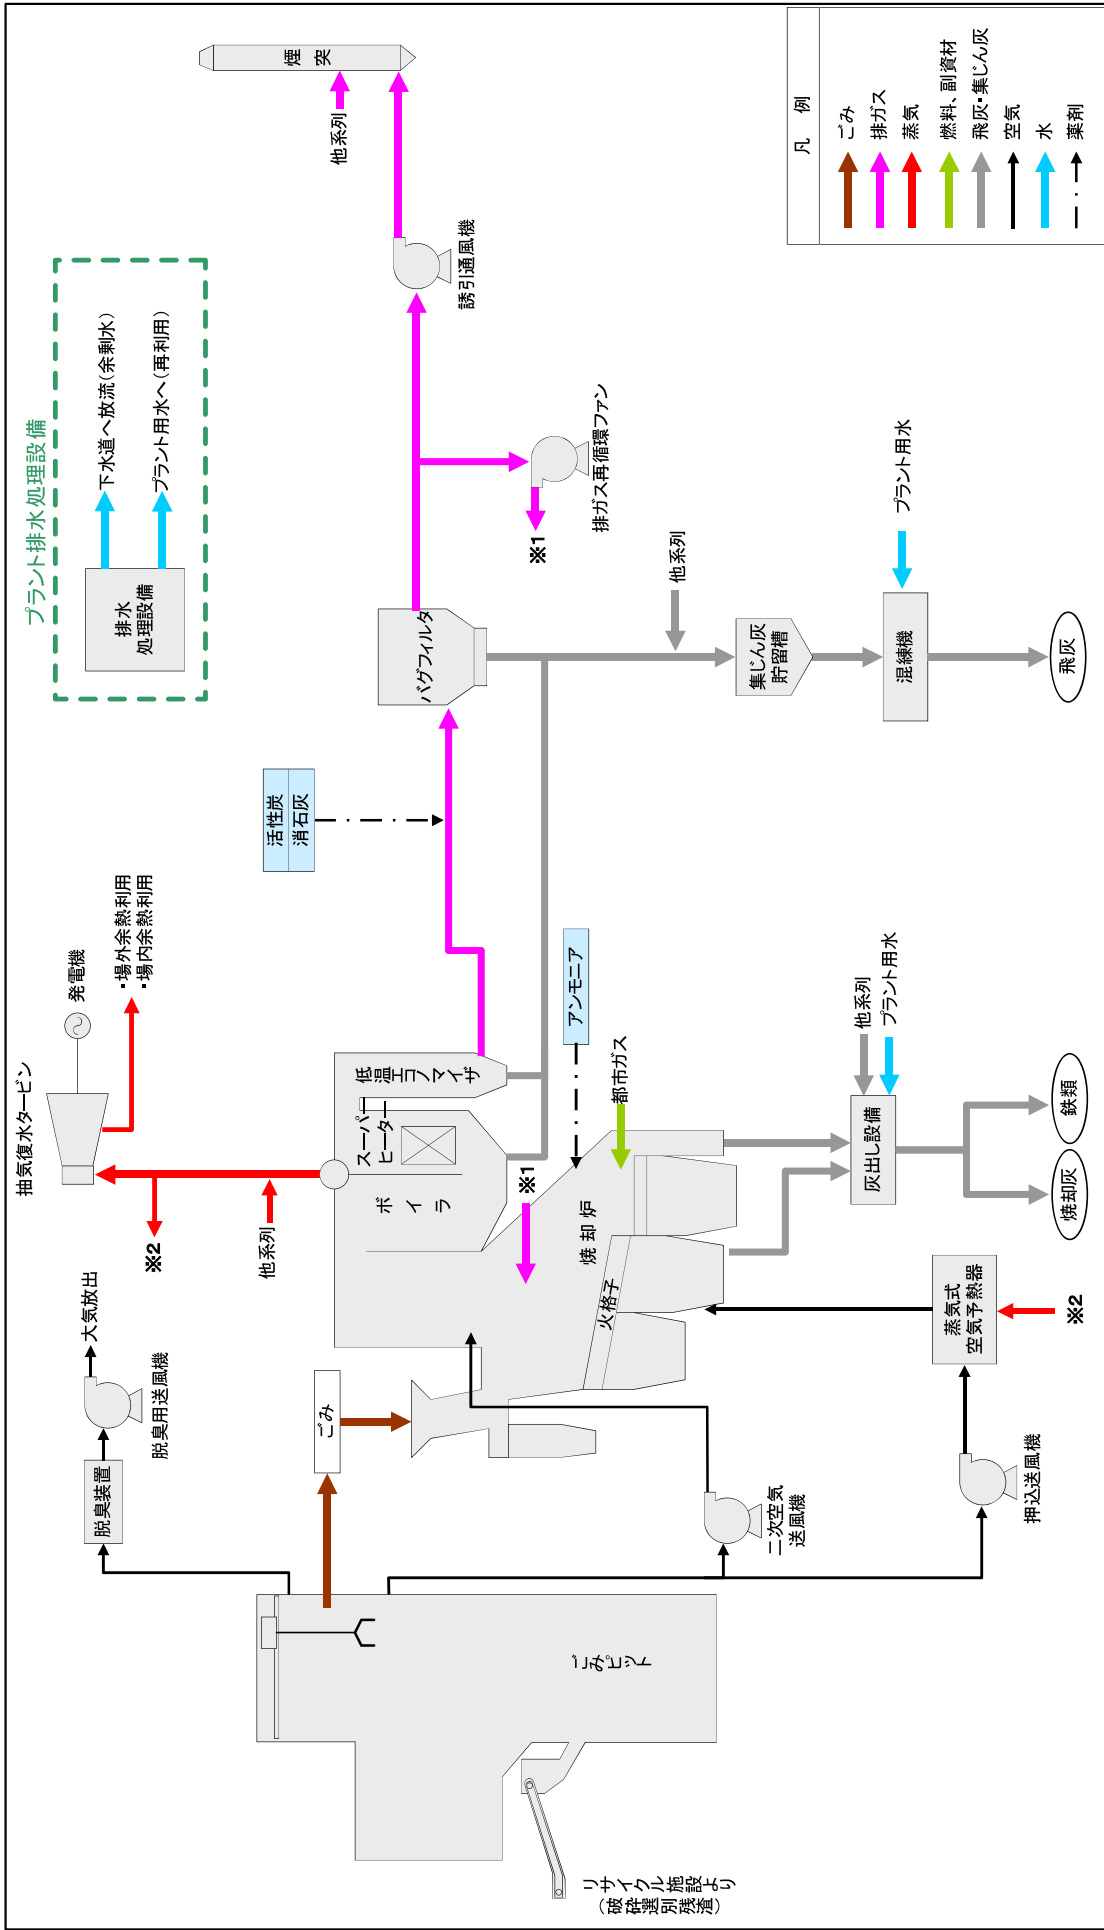 プラント排水処理設備
排水
処理設備
下水道へ放流(余剰水)
プラント用水へ(再利用)
煙突
他系列
誘引通風機
排ガス再循環ファン
※1
バグフィルタ
活性炭
消石灰
他系列
集じん灰
貯留槽
プラント用水
混練機
飛灰
抽気復水タービン
発電機
・場外余熱利用
・場内余熱利用
※2
他系列
低温エコノマイザ
スーパー
ヒーター
ボイラ
※1
アンモニア
都市ガス
焼却炉
火格子
他系列
プラント用水
灰出し設備
鉄類
焼却灰
大気放出
脱臭用送風機
脱臭装置
ごみ
ごみピット
二次空気
送風機
蒸気式
空気予熱器
※2
押込送風機
リサイクル施設より
(破砕選別残渣)
凡 例
ごみ
排ガス
蒸気
燃料、副資材
飛灰・集じん灰
空気
水
薬剤